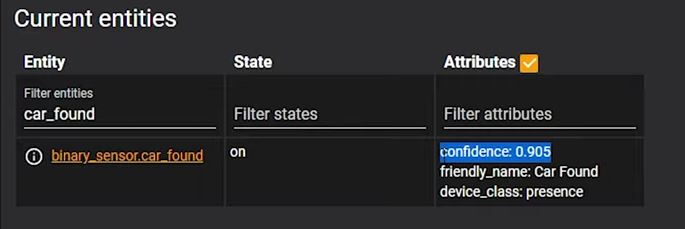 Current entities
Entity State Attributes
Filter entities
car_found Filter states Filter attributes
binary_sensor.car_found on confidence: 0.905
friendly_name: Car Found
device_class: presence